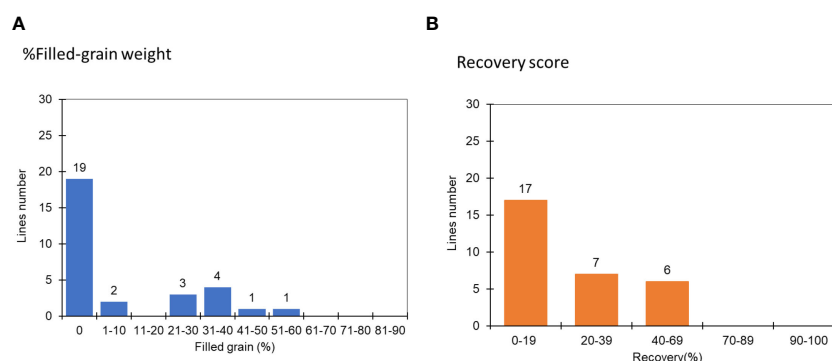 A
%Filled-grain weight
30
25
20
15
10
5
0
Lines number
19
2
3
4
1
1
0 1-10 11-20 21-30 31-40 41-50 51-60 61-70 71-80 81-90
Filled grain (%)
B
Recovery score
30
25
20
15
10
5
0
Lines number
17
7
6
0-19 20-39 40-69 70-89 90-100
Recovery(%)